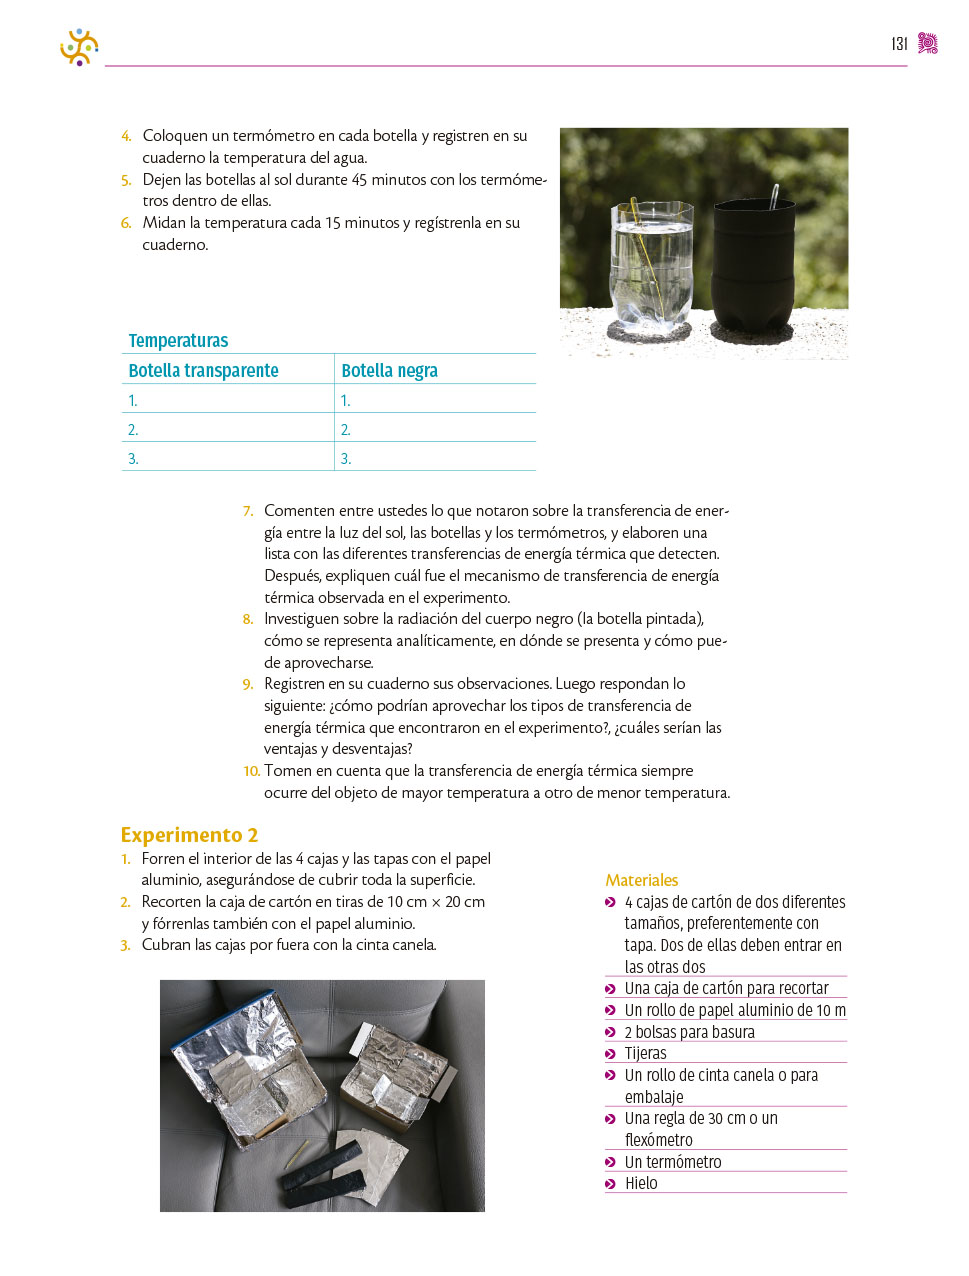 131
4. Coloquen un termómetro en cada botella y registren en su
cuaderno la temperatura del agua.
5. Dejen las botellas al sol durante 45 minutos con los termóme-
tros dentro de ellas.
6. Midan la temperatura cada 15 minutos y regístrenla en su
cuaderno.
Temperaturas
Botella transparente Botella negra
1. 1.
2. 2.
3. 3.
7. Comenten entre ustedes lo que notaron sobre la transferencia de ener-
gía entre la luz del sol, las botellas y los termómetros, y elaboren una
lista con las diferentes transferencias de energía térmica que detecten.
Después, expliquen cuál fue el mecanismo de transferencia de energía
térmica observada en el experimento.
8. Investiguen sobre la radiación del cuerpo negro (la botella pintada),
cómo se representa analíticamente, en dónde se presenta y cómo pue-
de aprovecharse.
9. Registren en su cuaderno sus observaciones. Luego respondan lo
siguiente: ¿cómo podrían aprovechar los tipos de transferencia de
energía térmica que encontraron en el experimento?, ¿cuáles serían las
ventajas y desventajas?
10. Tomen en cuenta que la transferencia de energía térmica siempre
ocurre del objeto de mayor temperatura a otro de menor temperatura.
Experimento 2
1. Forren el interior de las 4 cajas y las tapas con el papel
aluminio, asegurándose de cubrir toda la superficie.
2. Recorten la caja de cartón en tiras de 10 cm × 20 cm
y fórrenlas también con el papel aluminio.
3. Cubran las cajas por fuera con la cinta canela.
Materiales
4 cajas de cartón de dos diferentes
tamaños, preferentemente con
tapa. Dos de ellas deben entrar en
las otras dos
Una caja de cartón para recortar
Un rollo de papel aluminio de 10 m
2 bolsas para basura
Tijeras
Un rollo de cinta canela o para
embalaje
Una regla de 30 cm o un
flexómetro
Un termómetro
Hielo